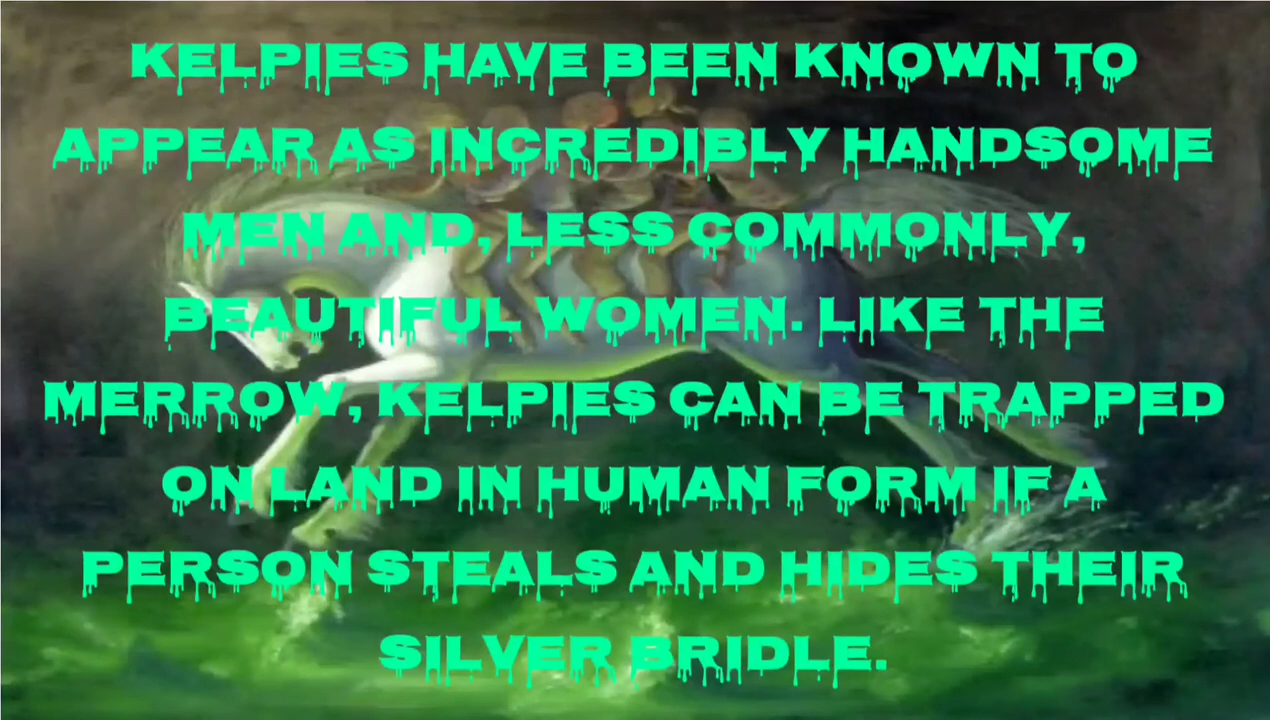 KELPIES HAVE BEEN KNOWN TO
APPEAR AS INCREDIBLY HANDSOME
MEN AND, LESS COMMONLY,
BEAUTIFUL WOMEN. LIKE THE
MERROW, KELPIES CAN BE TRAPPED
ON LAND IN HUMAN FORM IF A
PERSON STEALS AND HIDES THEIR
SILVER BRIDLE.